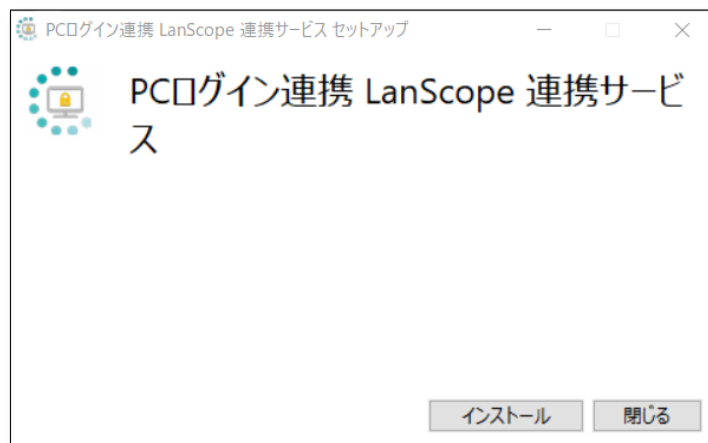 PCログイン連携 LanScope 連携サービス セットアップ
PCログイン連携 LanScope 連携サービ
ス
インストール
閉じる